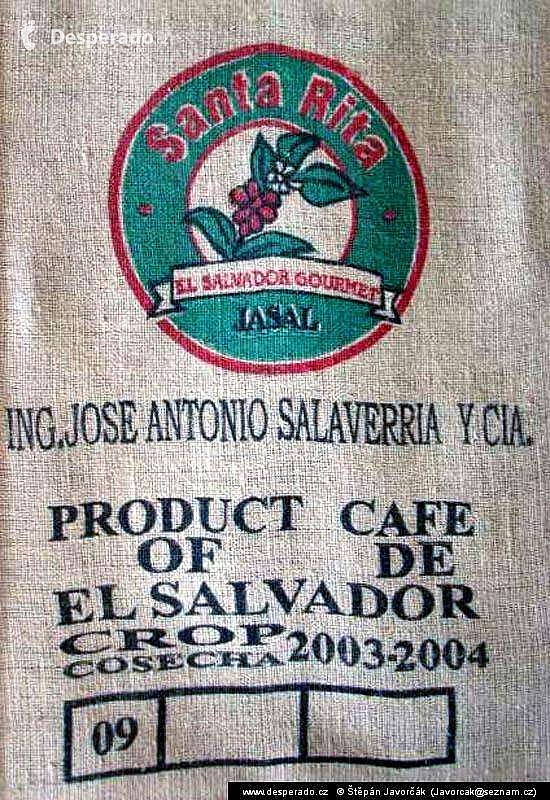 Desperado.cz
Santa Rita
EL SALVADOR GOURMET
JASAL
ING.JOSE ANTONIO SALAVERRIA Y CIA.
PRODUCT CAFE
OF DE
EL SALVADOR
CROP
COSECHA 2003-2004
09
www.desperado.cz © Štěpán Javorčák (Javorcak@seznam.cz)